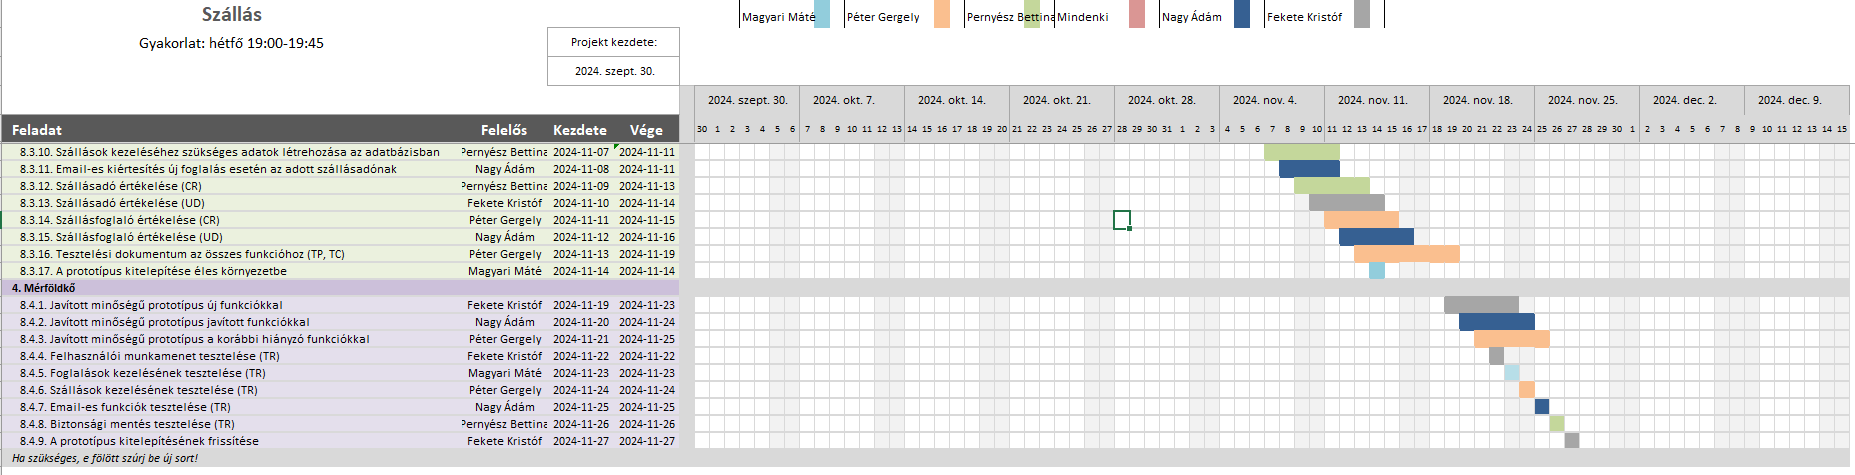 Szállás
Magyari Máté Péter Gergely Pernyész Bettina Mindenki Nagy Ádám Fekete Kristóf
Gyakorlat: hétfő 19:00-19:45
Projekt kezdete:
2024. szept. 30.
2024. szept. 30. 2024. okt. 7. 2024. okt. 14. 2024. okt. 21. 2024. okt. 28. 2024. nov. 4. 2024. nov. 11. 2024. nov. 18. 2024. nov. 25. 2024. dec. 2. 2024. dec. 9.
Feladat Felelős Kezdete Vége 30 1 2 3 4 5 6 7 8 9 10 11 12 13 14 15 16 17 18 19 20 21 22 23 24 25 26 27 28 29 30 31 1 2 3 4 5 6 7 8 9 10 11 12 13 14 15 16 17 18 19 20 21 22 23 24 25 26 27 28 29 30 1 2 3 4 5 6 7 8 9 10 11 12 13 14 15
8.3.10. Szállások kezeléséhez szükséges adatok létrehozása az adatbázisban Pernyész Bettina 2024-11-07 2024-11-11
8.3.11. Email-es kiértesítés új foglalás esetén az adott szállásadónak Nagy Ádám 2024-11-08 2024-11-11
8.3.12. Szállásadó értékelése (CR) Pernyész Bettina 2024-11-09 2024-11-13
8.3.13. Szállásadó értékelése (UD) Fekete Kristóf 2024-11-10 2024-11-14
8.3.14. Szállásfoglaló értékelése (CR) Péter Gergely 2024-11-11 2024-11-15
8.3.15. Szállásfoglaló értékelése (UD) Nagy Ádám 2024-11-12 2024-11-16
8.3.16. Tesztelési dokumentum az összes funkcióhoz (TP, TC) Péter Gergely 2024-11-13 2024-11-19
8.3.17. A prototípus kitelepítése éles környezetbe Magyari Máté 2024-11-14 2024-11-14
4. Mérföldkő
8.4.1. Javított minőségű prototípus új funkciókkal Fekete Kristóf 2024-11-19 2024-11-23
8.4.2. Javított minőségű prototípus javított funkciókkal Nagy Ádám 2024-11-20 2024-11-24
8.4.3. Javított minőségű prototípus a korábbi hiányzó funkciókkal Péter Gergely 2024-11-21 2024-11-25
8.4.4. Felhasználói munkamenet tesztelése (TR) Fekete Kristóf 2024-11-22 2024-11-22
8.4.5. Foglalások kezelésének tesztelése (TR) Magyari Máté 2024-11-23 2024-11-23
8.4.6. Szállások kezelésének tesztelése (TR) Péter Gergely 2024-11-24 2024-11-24
8.4.7. Email-es funkciók tesztelése (TR) Nagy Ádám 2024-11-25 2024-11-25
8.4.8. Biztonsági mentés tesztelése (TR) Pernyész Bettina 2024-11-26 2024-11-26
8.4.9. A prototípus kitelepítésének frissítése Fekete Kristóf 2024-11-27 2024-11-27
Ha szükséges, e fölött szúrj be új sort!